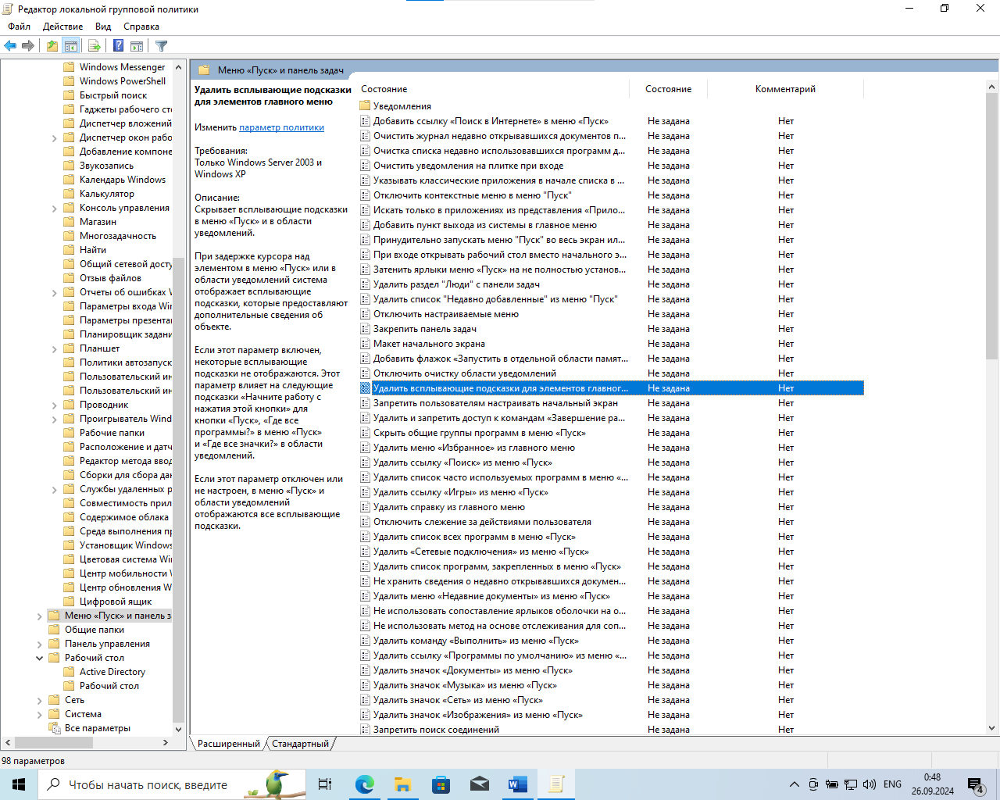 Редактор локальной групповой политики
Файл Действие Вид Справка
Windows Messenger
Windows PowerShell
Быстрый поиск
Гаджеты рабочего сто
Диспетчер вложений
Диспетчер окон рабо
Добавление компоне
Звукозапись
Календарь Windows
Калькулятор
Консоль управления
Магазин
Многозадачность
Найти
Общий сетевой досту
Отзыв файлов
Отчеты об ошибках W
Параметры входа Win
Параметры презента
Планировщик задани
Планшет
Политики автозапуск
Пользовательский ин
Пользовательский ин
Проводник
Проигрыватель Wind
Рабочие папки
Расположение и датч
Редактор метода ввод
Сборки для сбора дан
Службы удаленных р
Совместимость прил
Содержимое облака
Среда выполнения пр
Установщик Windows
Цветовая система Wi
Центр мобильности W
Центр обновления W
Цифровой ящик
Меню «Пуск» и панель з
Общие папки
Панель управления
Рабочий стол
Active Directory
Рабочий стол
Сеть
Система
Все параметры
Меню «Пуск» и панель задач
Удалить всплывающие подсказки
для элементов главного меню
Изменить параметр политики
Требования:
Только Windows Server 2003 и
Windows XP
Описание:
Скрывает всплывающие подсказки
в меню «Пуск» и в области
уведомлений.
При задержке курсора над
элементом в меню «Пуск» или в
области уведомлений система
отображает всплывающие
подсказки, которые предоставляют
дополнительные сведения об
объекте.
Если этот параметр включен,
некоторые всплывающие
подсказки не отображаются. Этот
параметр влияет на следующие
подсказки «Начните работу с
нажатия этой кнопки» для
кнопки «Пуск», «Где все
программы?» в меню «Пуск»
и «Где все значки?» в области
уведомлений.
Если этот параметр отключен или
не настроен, в меню «Пуск» и
области уведомлений
отображаются все всплывающие
подсказки.
Состояние Состояние Комментарий
Уведомления
Добавить ссылку «Поиск в Интернете» в меню «Пуск» Не задана Нет
Очистить журнал недавно открывавшихся документов п... Не задана Нет
Очистка списка недавно использовавшихся программ д... Не задана Нет
Очистить уведомления на плитке при входе Не задана Нет
Указывать классические приложения в начале списка в ... Не задана Нет
Отключить контекстные меню в меню "Пуск" Не задана Нет
Искать только в приложениях из представления «Прило... Не задана Нет
Добавить пункт выхода из системы в главное меню Не задана Нет
Принудительно запускать меню "Пуск" во весь экран ил... Не задана Нет
При входе открывать рабочий стол вместо начального э... Не задана Нет
Затенить ярлыки меню «Пуск» на не полностью установ... Не задана Нет
Удалить раздел "Люди" с панели задач Не задана Нет
Удалить список "Недавно добавленные" из меню "Пуск" Не задана Нет
Отключить настраиваемые меню Не задана Нет
Закрепить панель задач Не задана Нет
Макет начального экрана Не задана Нет
Добавить флажок «Запустить в отдельной области памят... Не задана Нет
Отключить очистку области уведомлений Не задана Нет
Удалить всплывающие подсказки для элементов главног... Не задана Нет
Запретить пользователям настраивать начальный экран Не задана Нет
Удалить и запретить доступ к командам «Завершение ра... Не задана Нет
Скрыть общие группы программ в меню «Пуск» Не задана Нет
Удалить меню «Избранное» из главного меню Не задана Нет
Удалить ссылку «Поиск» из меню «Пуск» Не задана Нет
Удалить список часто используемых программ в меню «... Не задана Нет
Удалить ссылку «Игры» из меню «Пуск» Не задана Нет
Удалить справку из главного меню Не задана Нет
Отключить слежение за действиями пользователя Не задана Нет
Удалить список всех программ в меню «Пуск» Не задана Нет
Удалить «Сетевые подключения» из меню «Пуск» Не задана Нет
Удалить список программ, закрепленных в меню «Пуск» Не задана Нет
Не хранить сведения о недавно открывавшихся докумен... Не задана Нет
Удалить меню «Недавние документы» из меню «Пуск» Не задана Нет
Не использовать сопоставление ярлыков оболочки на о... Не задана Нет
Не использовать метод на основе отслеживания для соп... Не задана Нет
Удалить команду «Выполнить» из меню «Пуск» Не задана Нет
Удалить ссылку «Программы по умолчанию» из меню «... Не задана Нет
Удалить значок «Документы» из меню «Пуск» Не задана Нет
Удалить значок «Музыка» из меню «Пуск» Не задана Нет
Удалить значок «Сеть» из меню «Пуск» Не задана Нет
Удалить значок «Изображения» из меню «Пуск» Не задана Нет
Запретить поиск соединений Не задана Нет
Расширенный Стандартный
98 параметров
Чтобы начать поиск, введите
ENG
0:48
26.09.2024
4